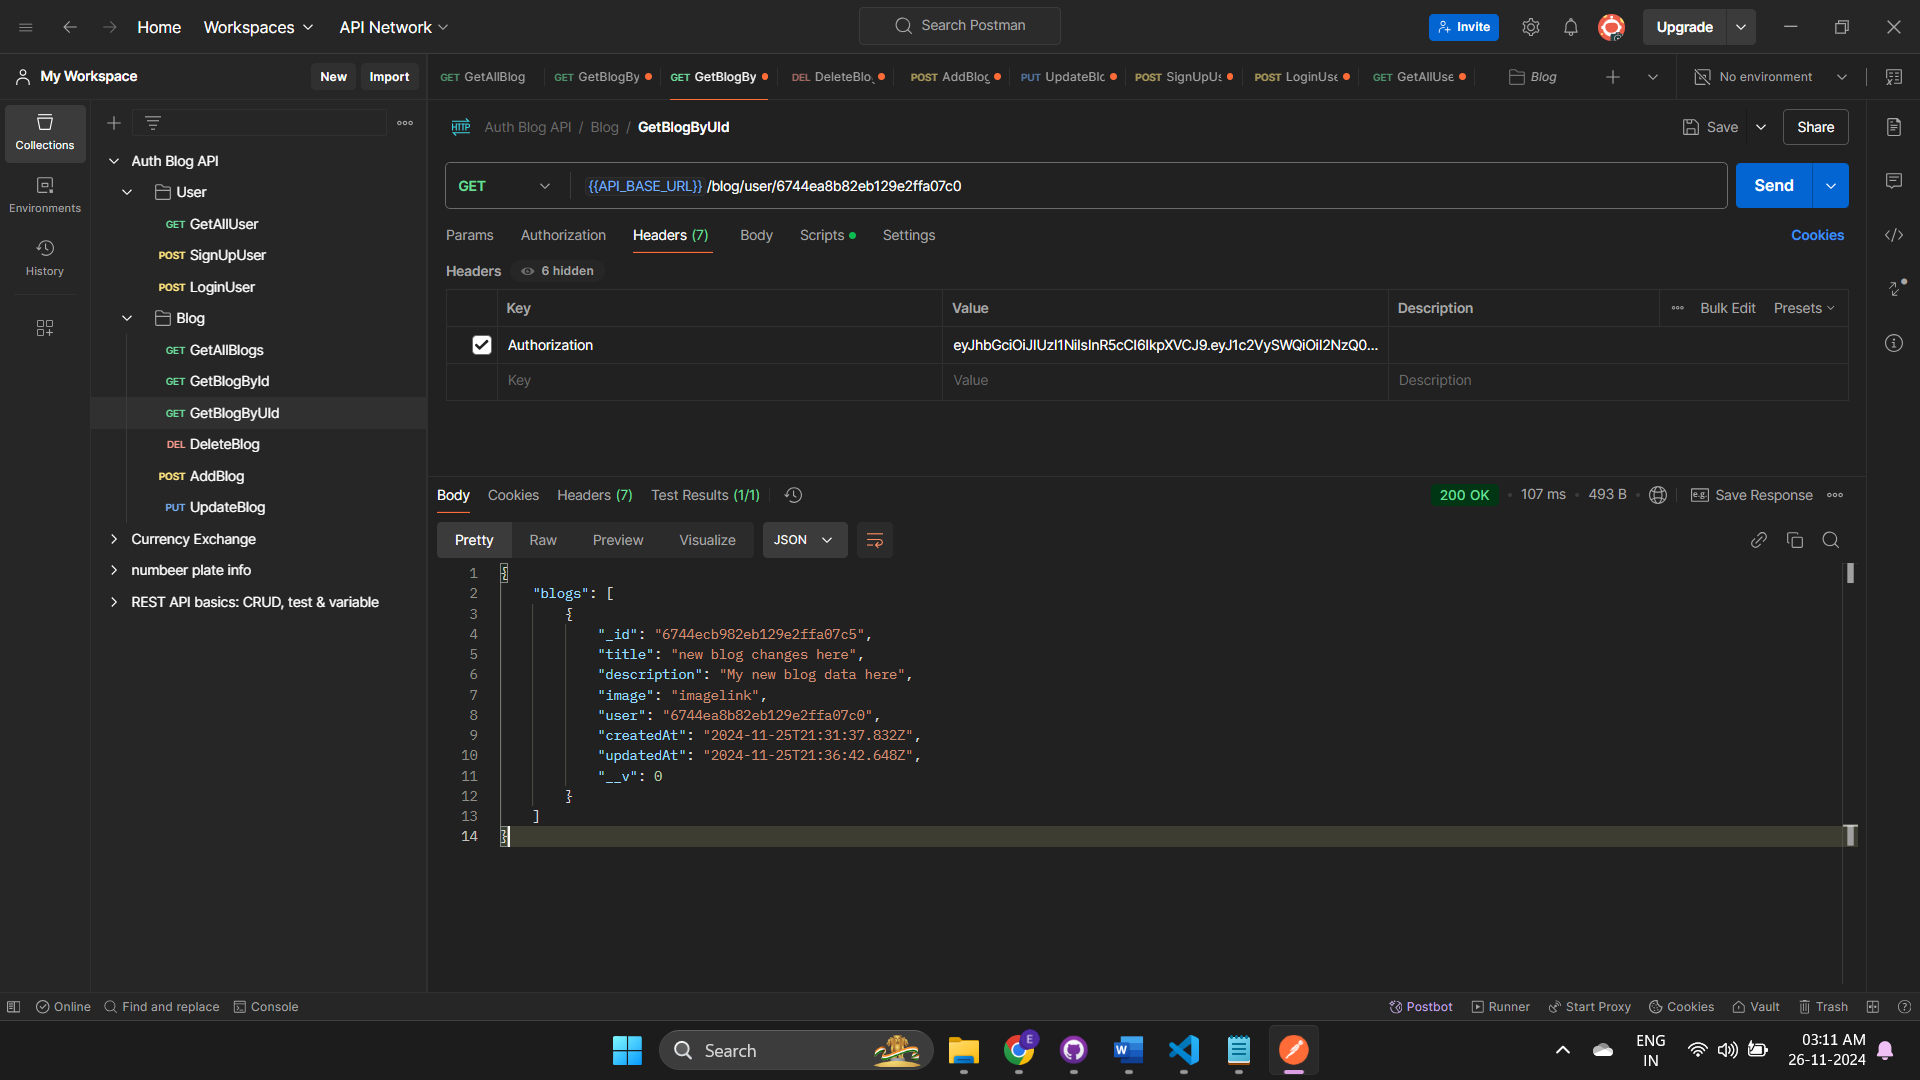 Home Workspaces API Network Search Postman Invite Upgrade
My Workspace New Import
GET GetAllBlog GET GetBlogBy GET GetBlogBy DEL DeleteBlo POST AddBlog PUT UpdateBlo POST SignUpUs POST LoginUse GET GetAllUse Blog No environment
Collections
Environments
History
Auth Blog API
User
GET GetAllUser
POST SignUpUser
POST LoginUser
Blog
GET GetAllBlogs
GET GetBlogById
GET GetBlogByUId
DEL DeleteBlog
POST AddBlog
PUT UpdateBlog
Currency Exchange
numbeer plate info
REST API basics: CRUD, test & variable
HTTP Auth Blog API / Blog / GetBlogByUId Save Share
GET {{API_BASE_URL}} /blog/user/6744ea8b82eb129e2ffa07c0 Send
Params Authorization Headers (7) Body Scripts Settings Cookies
Headers 6 hidden
Key Value Description Bulk Edit Presets
Authorization eyJhbGciOiJIUzI1NiIsInR5cCI6IkpXVCJ9.eyJ1c2VySWQiOiI2NzQ0...
Key Value Description
Body Cookies Headers (7) Test Results (1/1) 200 OK 107 ms 493 B e.g. Save Response
Pretty Raw Preview Visualize JSON
1 {
2 "blogs": [
3 {
4 "_id": "6744ecb982eb129e2ffa07c5",
5 "title": "new blog changes here",
6 "description": "My new blog data here",
7 "image": "imagelink",
8 "user": "6744ea8b82eb129e2ffa07c0",
9 "createdAt": "2024-11-25T21:31:37.832Z",
10 "updatedAt": "2024-11-25T21:36:42.648Z",
11 "__v": 0
12 }
13 ]
14 }
Online Find and replace Console Postbot Runner Start Proxy Cookies Vault Trash
Search E W ENG 03:11 AM
IN 26-11-2024